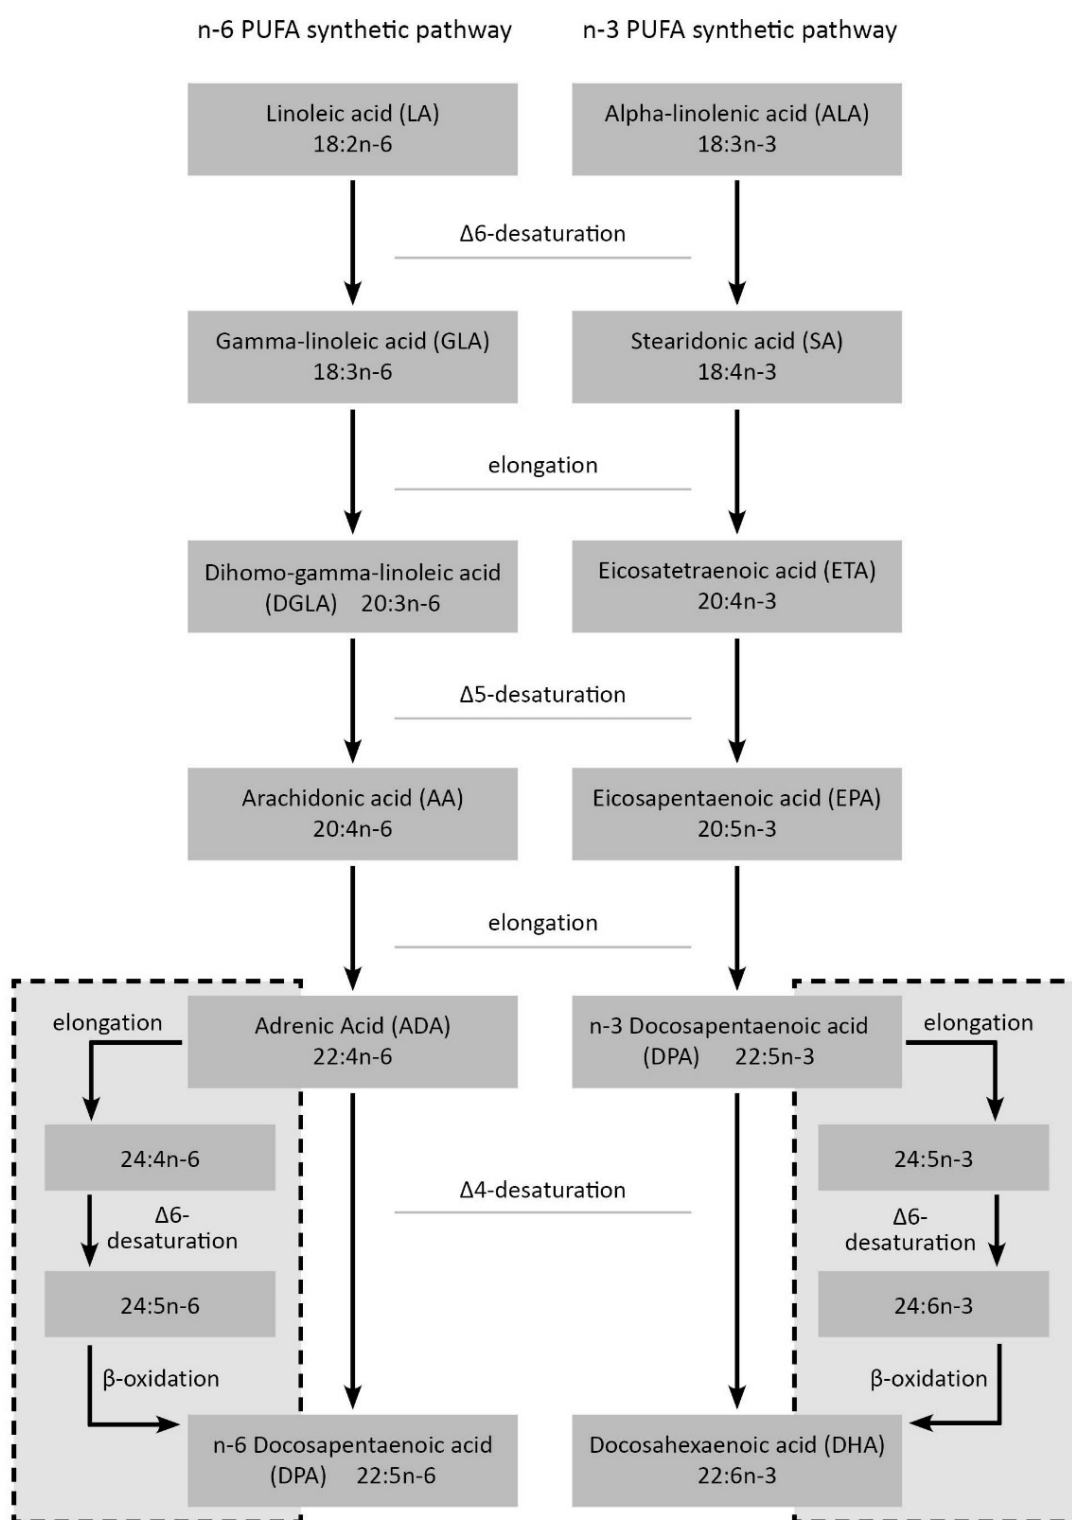 n-6 PUFA synthetic pathway
n-3 PUFA synthetic pathway
Linoleic acid (LA)
18:2n-6
Alpha-linolenic acid (ALA)
18:3n-3
Δ6-desaturation
Gamma-linoleic acid (GLA)
18:3n-6
Stearidonic acid (SA)
18:4n-3
elongation
Dihomo-gamma-linoleic acid
(DGLA) 20:3n-6
Eicosatetraenoic acid (ETA)
20:4n-3
Δ5-desaturation
Arachidonic acid (AA)
20:4n-6
Eicosapentaenoic acid (EPA)
20:5n-3
elongation
elongation
Adrenic Acid (ADA)
22:4n-6
n-3 Docosapentaenoic acid
(DPA) 22:5n-3
elongation
24:4n-6
24:5n-3
Δ4-desaturation
Δ6-
desaturation
Δ6-
desaturation
24:5n-6
24:6n-3
β-oxidation
β-oxidation
n-6 Docosapentaenoic acid
(DPA) 22:5n-6
Docosahexaenoic acid (DHA)
22:6n-3